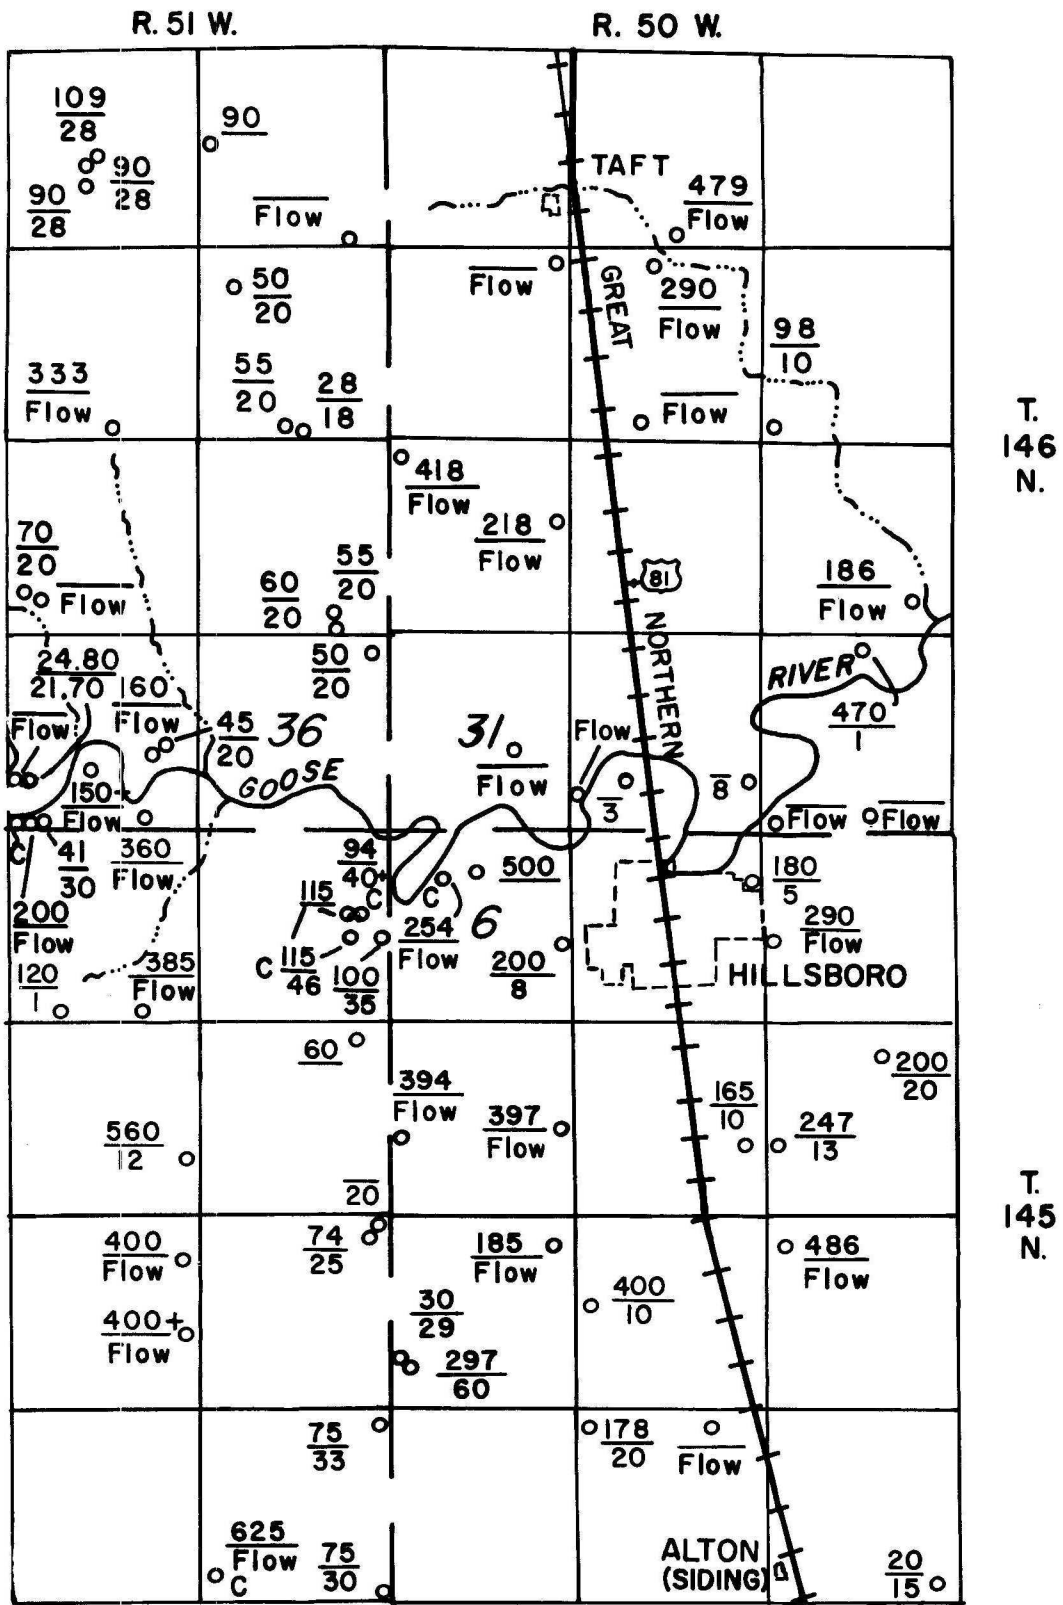 R. 51 W.
R. 50 W.
109
28
90
90
28
90
28
TAFT
Flow
479
Flow
Flow
GREAT
290
Flow
50
20
98
10
333
Flow
55
20
28
18
Flow
T.
146
N.
418
Flow
218
Flow
70
20
Flow
60
20
55
20
81
186
Flow
NORTHERN
50
20
24.80
21.70
160
Flow
Flow
45
20
36
31
Flow
Flow
RIVER
470
1
GOOSE
150+
Flow
3
8
Flow
Flow
C
41
30
360
Flow
94
40+
C
C
500
180
5
200
Flow
115
C
115
46
100
35
254
Flow
6
200
8
290
Flow
HILLSBORO
120
1
385
Flow
60
200
20
394
Flow
397
Flow
165
10
247
13
560
12
20
T.
145
N.
400
Flow
74
25
185
Flow
486
Flow
400+
Flow
30
29
400
10
297
60
75
33
178
20
Flow
625
Flow
C
75
30
ALTON
(SIDING)
20
15